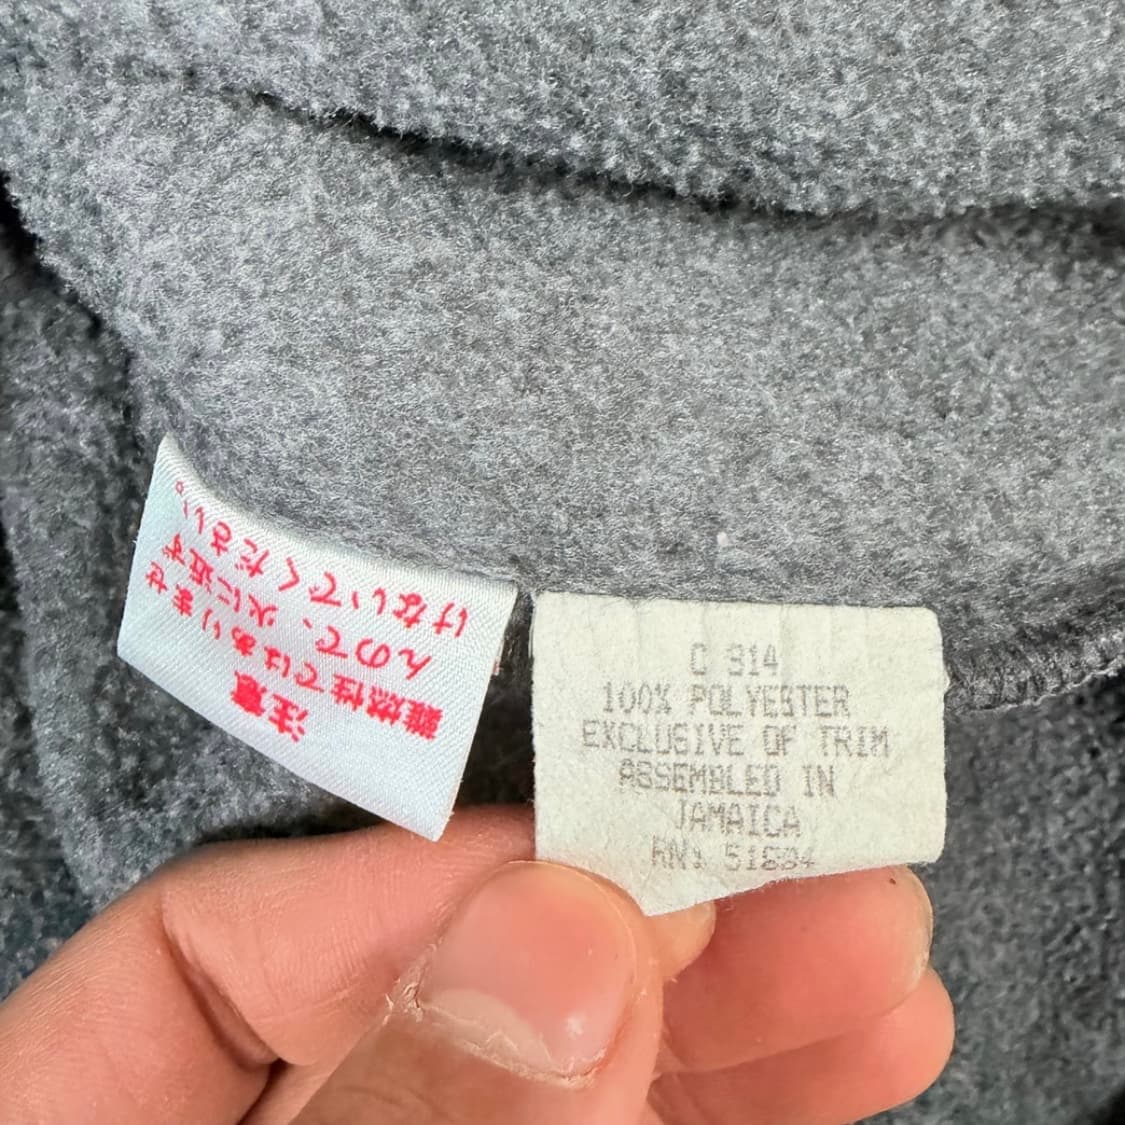 注意
難燃性ではありませ
んので、火に近ず
けないでください。
C 314
100% POLYESTER
EXCLUSIVE OF TRIM
ASSEMBLED IN
JAMAICA
RN: